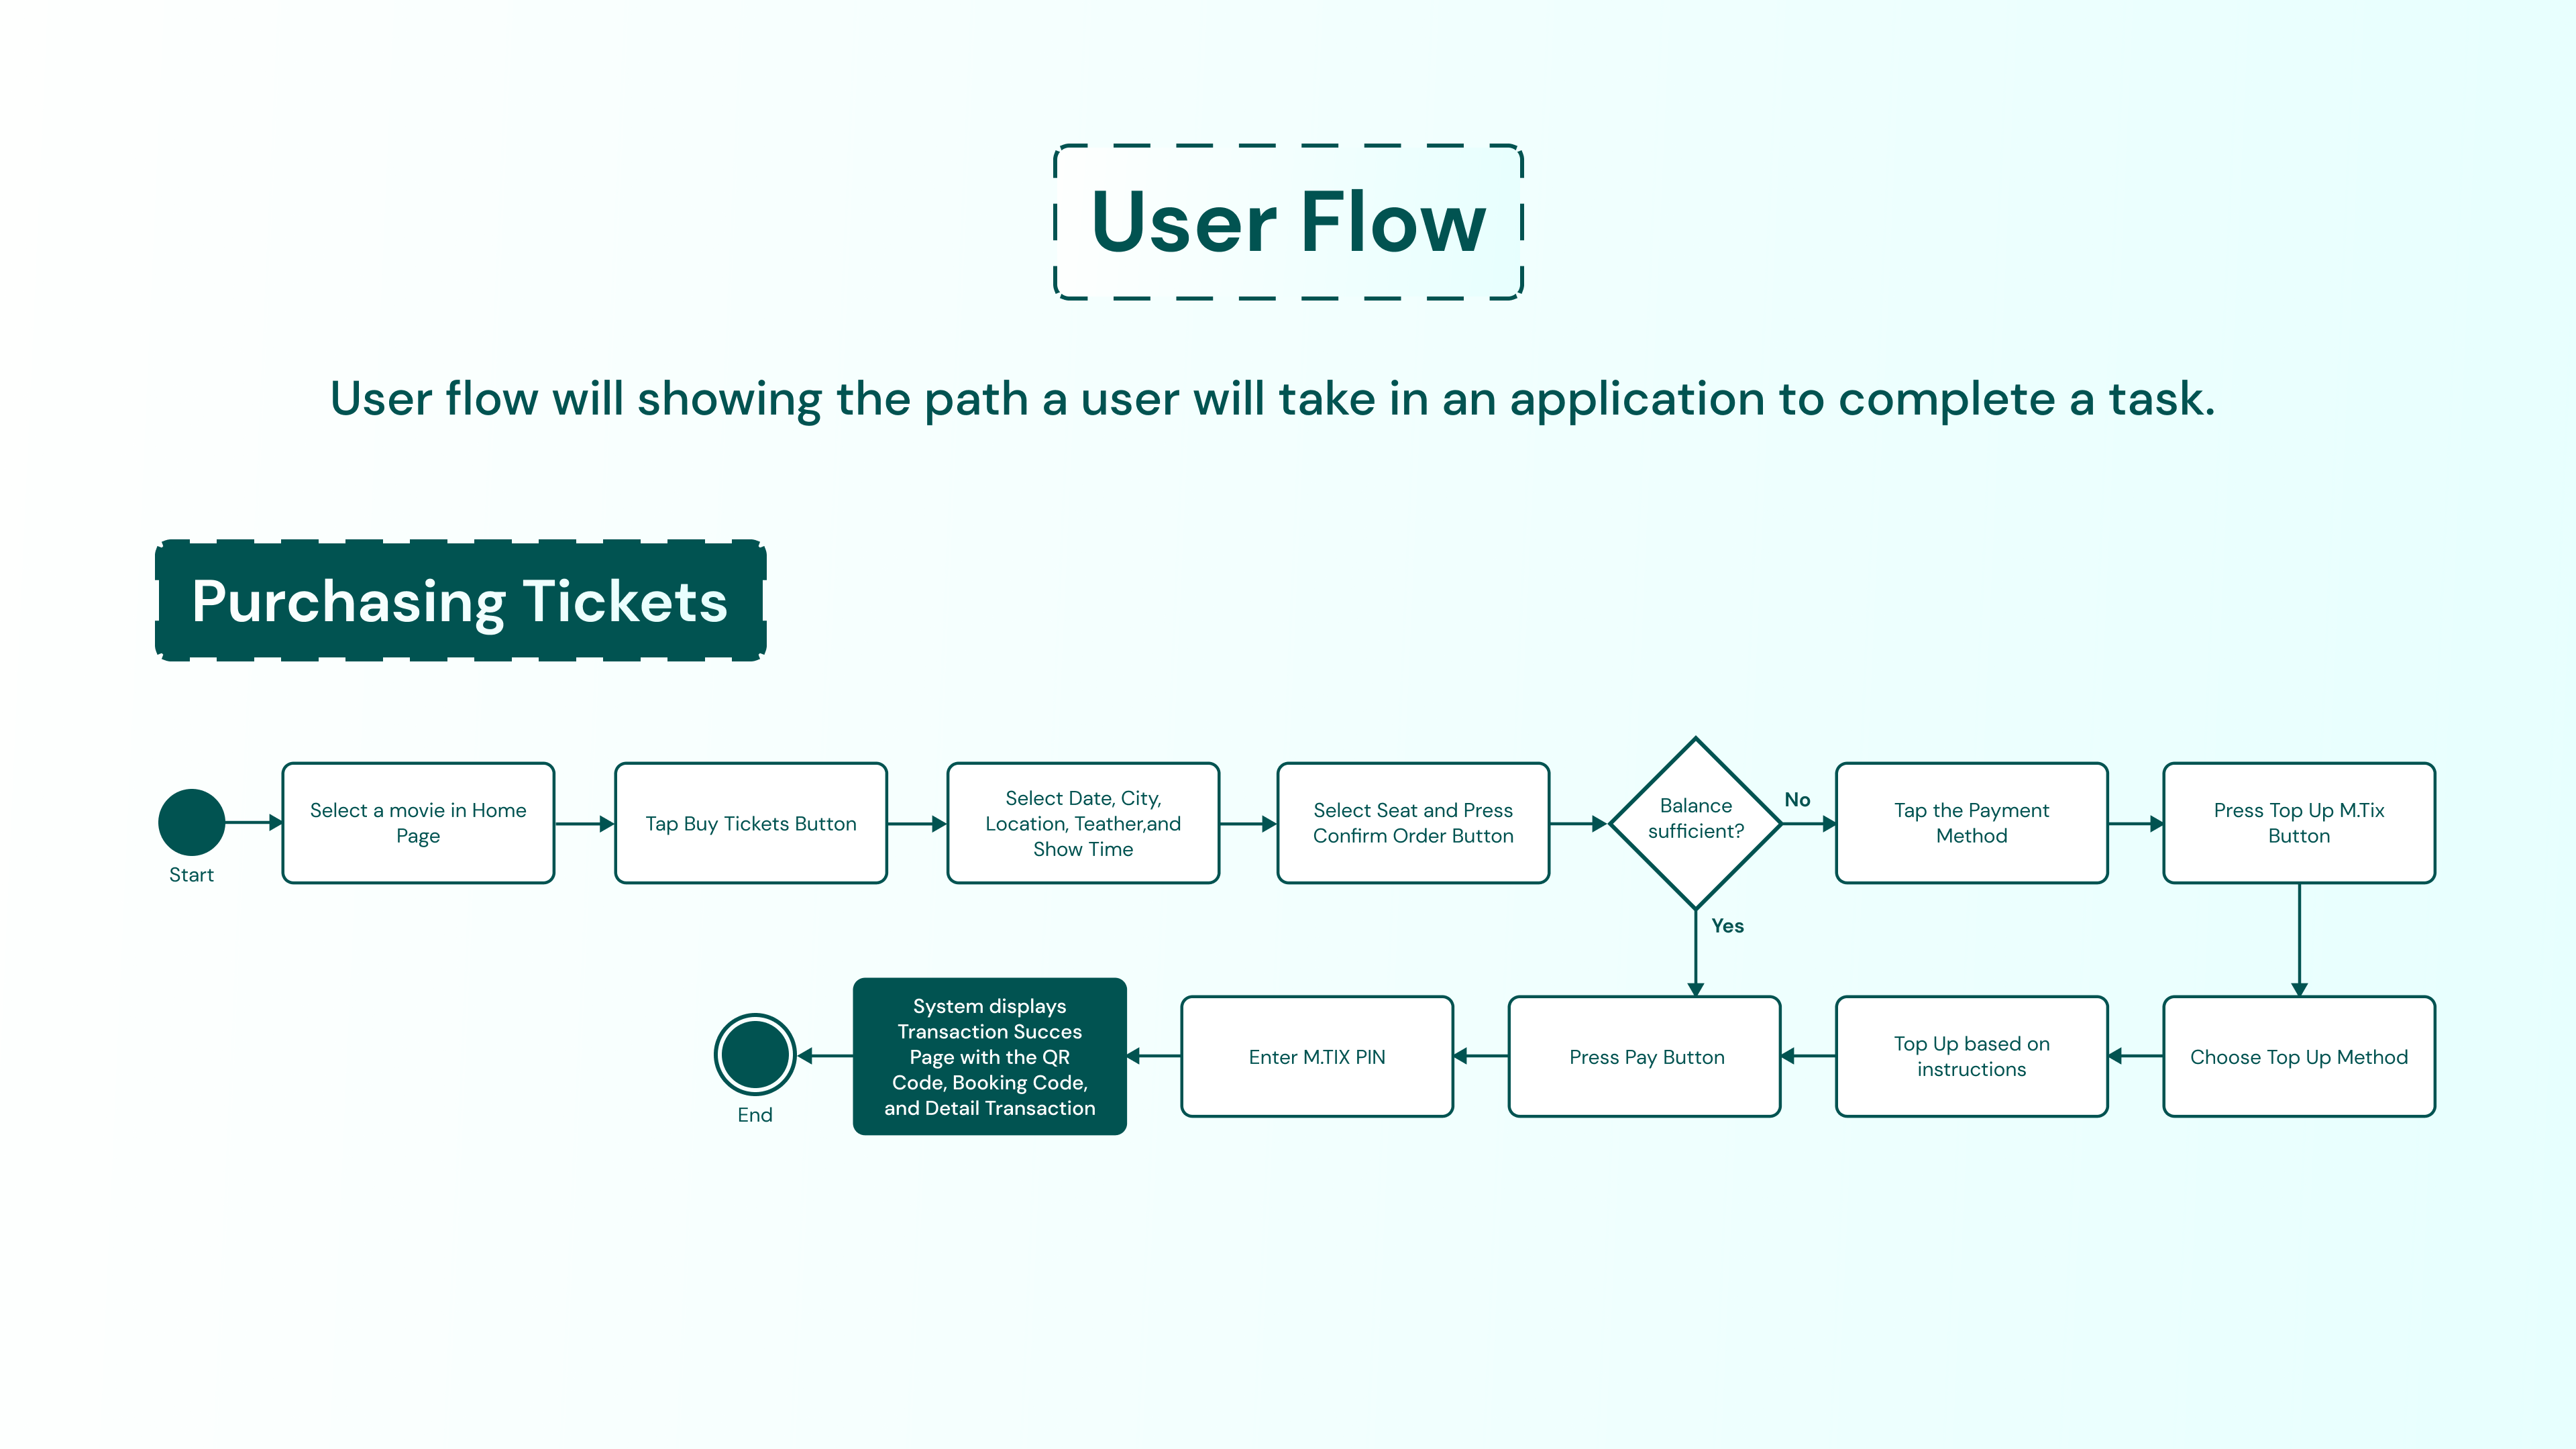 User Flow
User flow will showing the path a user will take in an application to complete a task.
Purchasing Tickets
Start
Select a movie in Home
Page
Tap Buy Tickets Button
Select Date, City,
Location, Teather,and
Show Time
Select Seat and Press
Confirm Order Button
Balance
sufficient?
No
Yes
Tap the Payment
Method
Press Top Up M.Tix
Button
Choose Top Up Method
Top Up based on
instructions
Press Pay Button
Enter M.TIX PIN
System displays
Transaction Succes
Page with the QR
Code, Booking Code,
and Detail Transaction
End